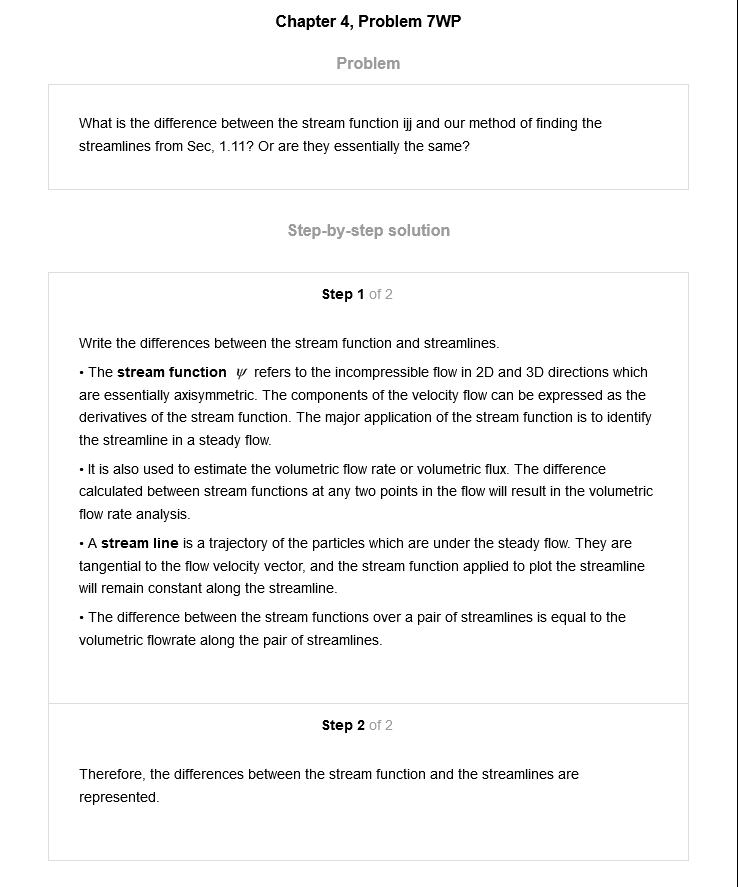 Chapter 4, Problem 7WP
Problem
What is the difference between the stream function ijj and our method of finding the
streamlines from Sec, 1.11? Or are they essentially the same?
Step-by-step solution
Step 1 of 2
Write the differences between the stream function and streamlines.
• The stream function ψ refers to the incompressible flow in 2D and 3D directions which
are essentially axisymmetric. The components of the velocity flow can be expressed as the
derivatives of the stream function. The major application of the stream function is to identify
the streamline in a steady flow.
• It is also used to estimate the volumetric flow rate or volumetric flux. The difference
calculated between stream functions at any two points in the flow will result in the volumetric
flow rate analysis.
• A stream line is a trajectory of the particles which are under the steady flow. They are
tangential to the flow velocity vector, and the stream function applied to plot the streamline
will remain constant along the streamline.
• The difference between the stream functions over a pair of streamlines is equal to the
volumetric flowrate along the pair of streamlines.
Step 2 of 2
Therefore, the differences between the stream function and the streamlines are
represented.